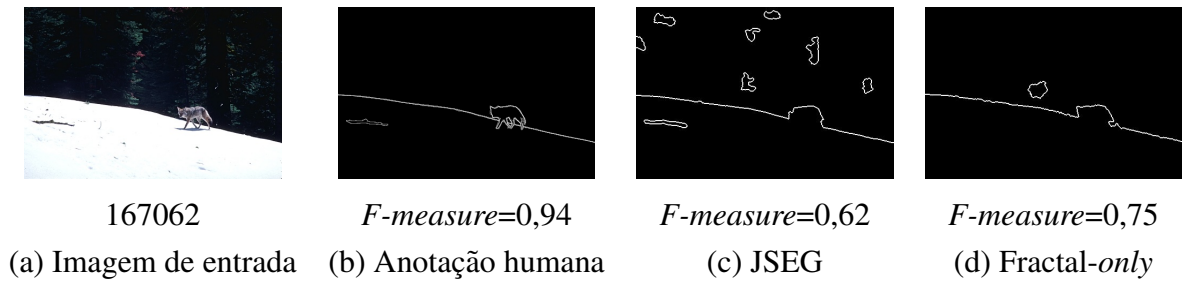 167062 F-measure=0,94 F-measure=0,62 F-measure=0,75
(a) Imagem de entrada (b) Anotação humana (c) JSEG (d) Fractal-only